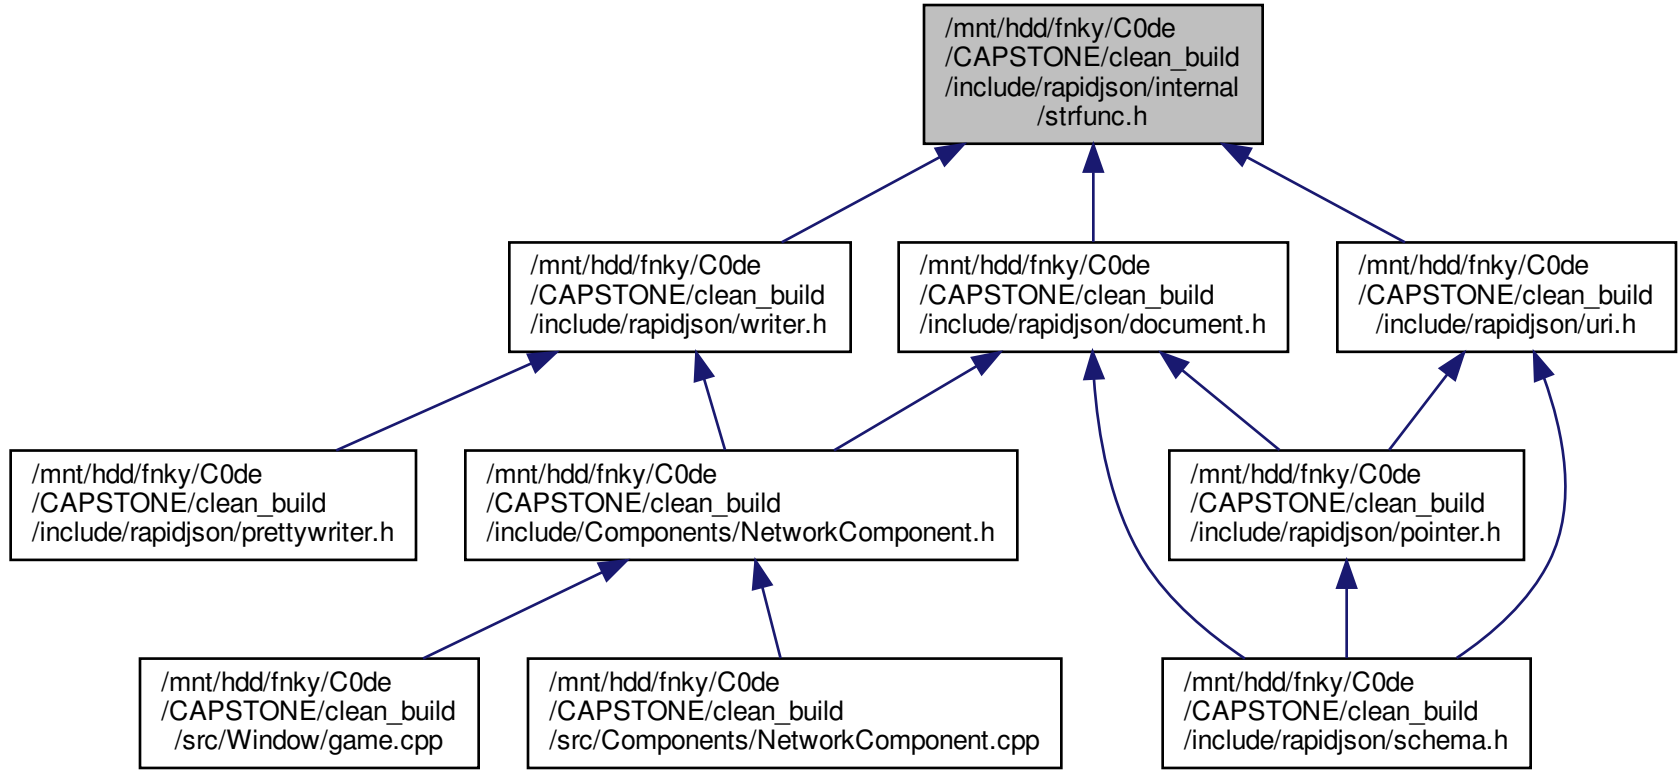 /mnt/hdd/fnky/C0de
/CAPSTONE/clean_build
/include/rapidjson/internal
/strfunc.h
/mnt/hdd/fnky/C0de
/CAPSTONE/clean_build
/include/rapidjson/writer.h
/mnt/hdd/fnky/C0de
/CAPSTONE/clean_build
/include/rapidjson/document.h
/mnt/hdd/fnky/C0de
/CAPSTONE/clean_build
/include/rapidjson/uri.h
/mnt/hdd/fnky/C0de
/CAPSTONE/clean_build
/include/rapidjson/prettywriter.h
/mnt/hdd/fnky/C0de
/CAPSTONE/clean_build
/include/Components/NetworkComponent.h
/mnt/hdd/fnky/C0de
/CAPSTONE/clean_build
/include/rapidjson/pointer.h
/mnt/hdd/fnky/C0de
/CAPSTONE/clean_build
/src/Window/game.cpp
/mnt/hdd/fnky/C0de
/CAPSTONE/clean_build
/src/Components/NetworkComponent.cpp
/mnt/hdd/fnky/C0de
/CAPSTONE/clean_build
/include/rapidjson/schema.h